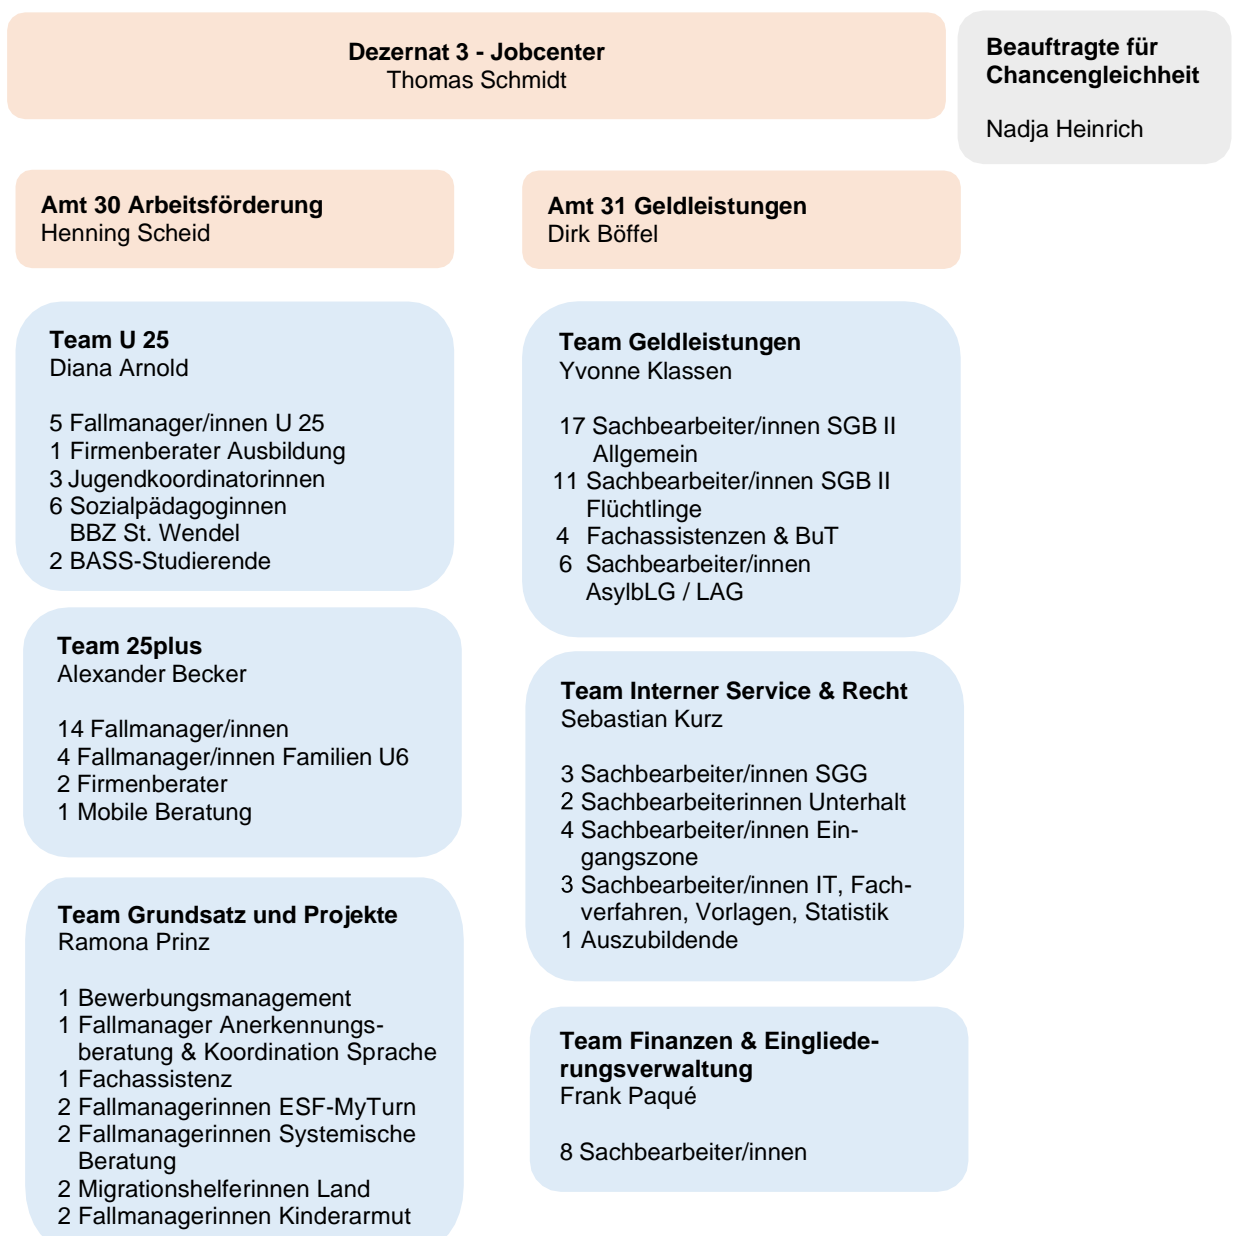 Dezernat 3 - Jobcenter
Thomas Schmidt
Beauftragte für
Chancengleichheit
Nadja Heinrich
Amt 30 Arbeitsförderung
Henning Scheid
Amt 31 Geldleistungen
Dirk Böffel
Team U 25
Diana Arnold
5 Fallmanager/innen U 25
1 Firmenberater Ausbildung
3 Jugendkoordinatorinnen
6 Sozialpädagoginnen
BBZ St. Wendel
2 BASS-Studierende
Team 25plus
Alexander Becker
14 Fallmanager/innen
4 Fallmanager/innen Familien U6
2 Firmenberater
1 Mobile Beratung
Team Grundsatz und Projekte
Ramona Prinz
1 Bewerbungsmanagement
1 Fallmanager Anerkennungs-
beratung & Koordination Sprache
1 Fachassistenz
2 Fallmanagerinnen ESF-MyTurn
2 Fallmanagerinnen Systemische
Beratung
2 Migrationshelferinnen Land
2 Fallmanagerinnen Kinderarmut
Team Geldleistungen
Yvonne Klassen
17 Sachbearbeiter/innen SGB II
Allgemein
11 Sachbearbeiter/innen SGB II
Flüchtlinge
4 Fachassistenzen & BuT
6 Sachbearbeiter/innen
AsylbLG / LAG
Team Interner Service & Recht
Sebastian Kurz
3 Sachbearbeiter/innen SGG
2 Sachbearbeiterinnen Unterhalt
4 Sachbearbeiter/innen Ein-
gangszone
3 Sachbearbeiter/innen IT, Fach-
verfahren, Vorlagen, Statistik
1 Auszubildende
Team Finanzen & Eingliede-
rungsverwaltung
Frank Paqué
8 Sachbearbeiter/innen